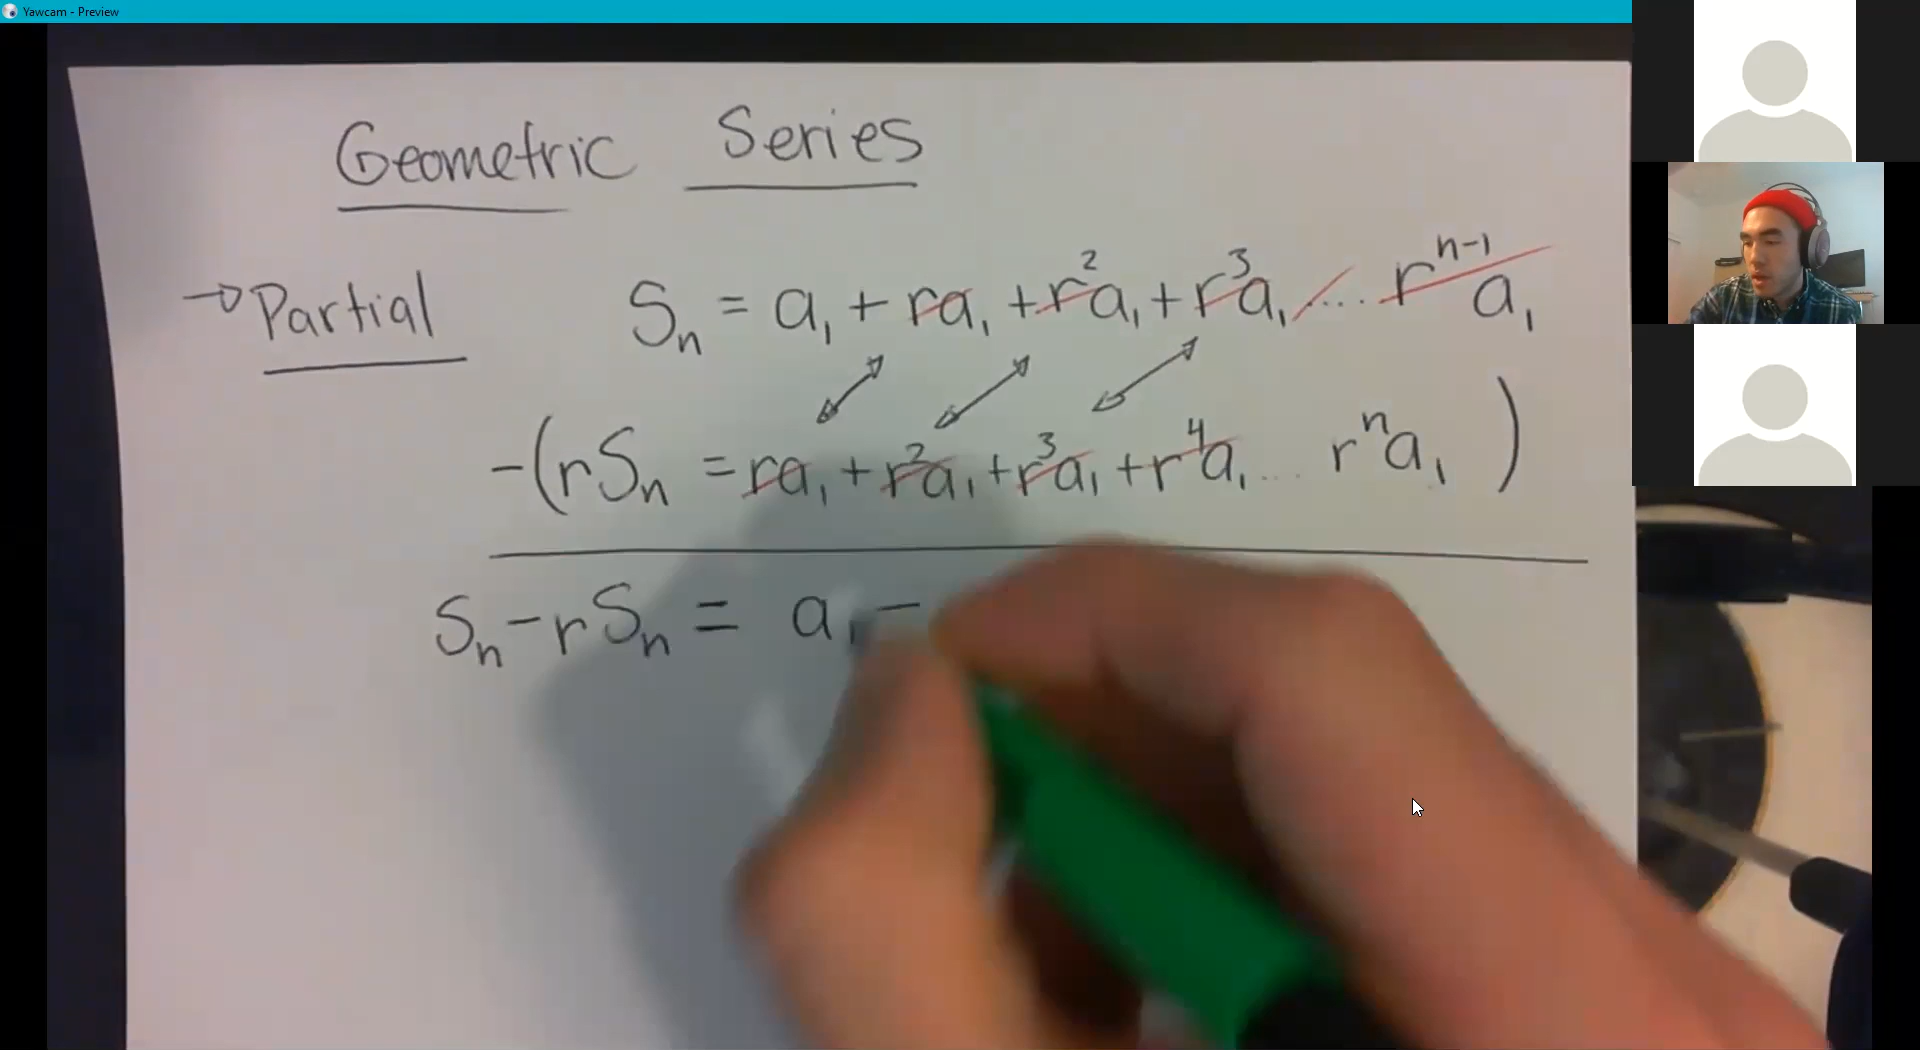 Yawcam - Preview
Geometric Series
→Partial
Sₙ = a₁ + ra₁ + r²a₁ + r³a₁ .... rⁿ⁻¹a₁
-(rSₙ = ra₁ + r²a₁ + r³a₁ + r⁴a₁ .... rⁿa₁ )
Sₙ - rSₙ = a₁ -